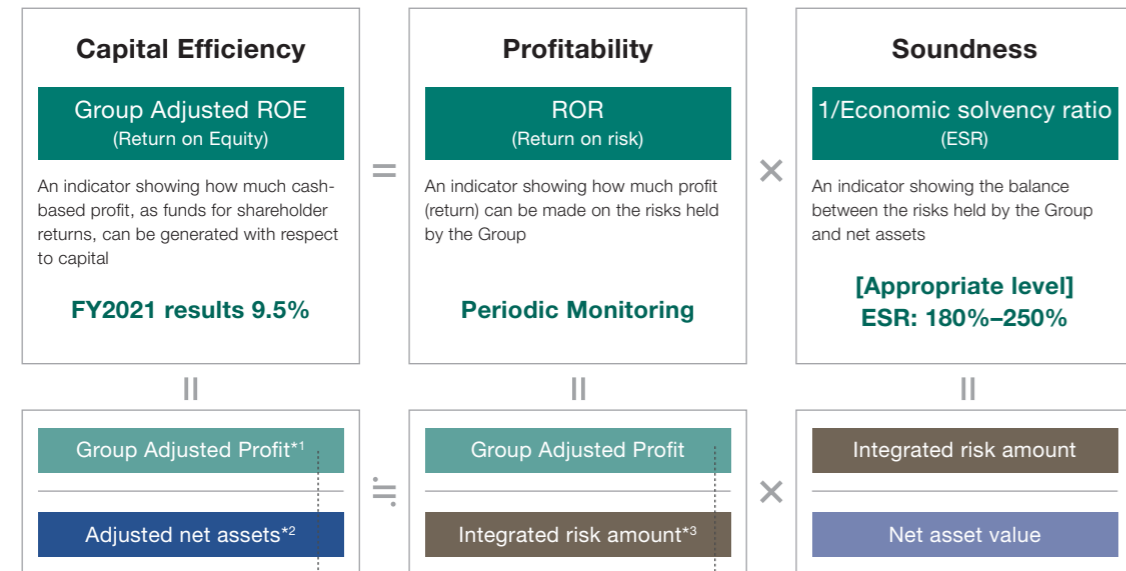 Capital Efficiency
Group Adjusted ROE
(Return on Equity)
An indicator showing how much cash-
based profit, as funds for shareholder
returns, can be generated with respect
to capital
FY2021 results 9.5%
=
Profitability
ROR
(Return on risk)
An indicator showing how much profit
(return) can be made on the risks held
by the Group
Periodic Monitoring
×
Soundness
1/Economic solvency ratio
(ESR)
An indicator showing the balance
between the risks held by the Group
and net assets
[Appropriate level]
ESR: 180%–250%
=
=
=
Group Adjusted Profit*1
Adjusted net assets*2
≒
Group Adjusted Profit
Integrated risk amount*3
×
Integrated risk amount
Net asset value